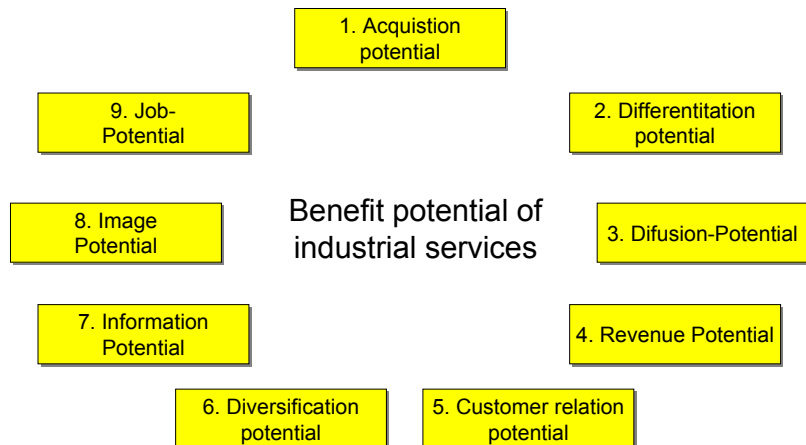 1. Acquistion
potential
2. Differentitation
potential
3. Difusion-Potential
4. Revenue Potential
5. Customer relation
potential
6. Diversification
potential
7. Information
Potential
8. Image
Potential
9. Job-
Potential
Benefit potential of
industrial services